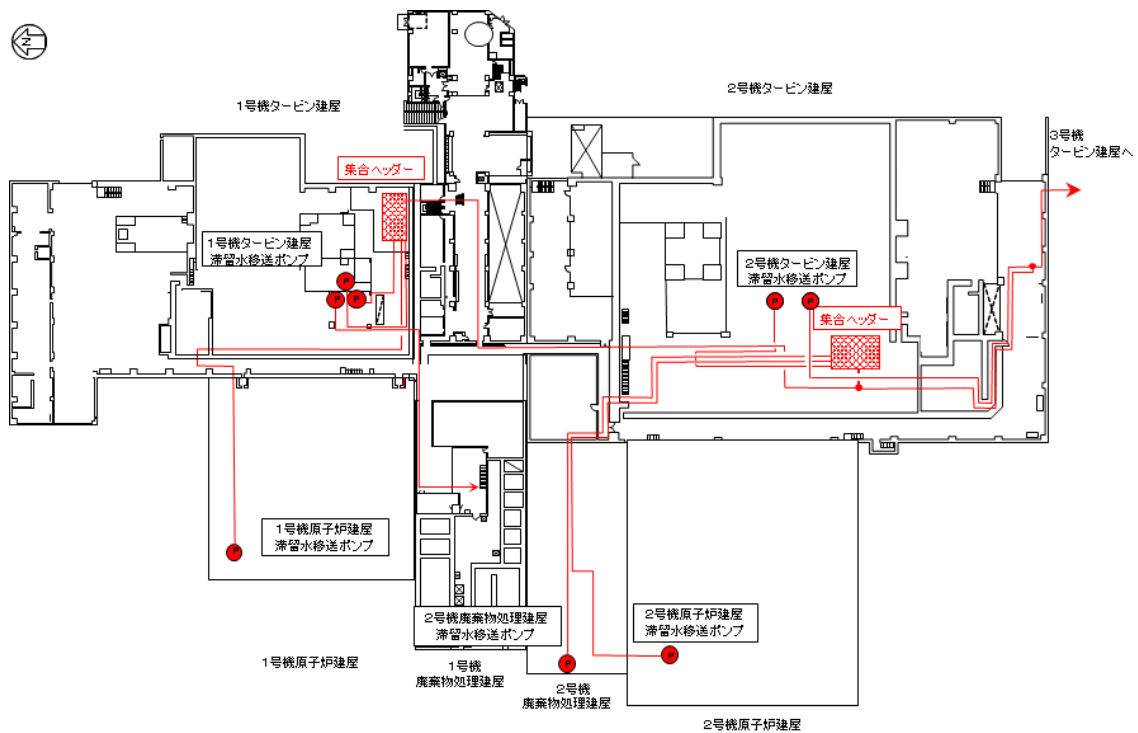 N
1号機タービン建屋
2号機タービン建屋
3号機
タービン建屋へ
集合ヘッダー
1号機タービン建屋
滞留水移送ポンプ
P
P
P
2号機タービン建屋
滞留水移送ポンプ
P
P
集合ヘッダー
1号機原子炉建屋
滞留水移送ポンプ
P
2号機廃棄物処理建屋
滞留水移送ポンプ
P
2号機原子炉建屋
滞留水移送ポンプ
P
1号機原子炉建屋
1号機
廃棄物処理建屋
2号機
廃棄物処理建屋
2号機原子炉建屋